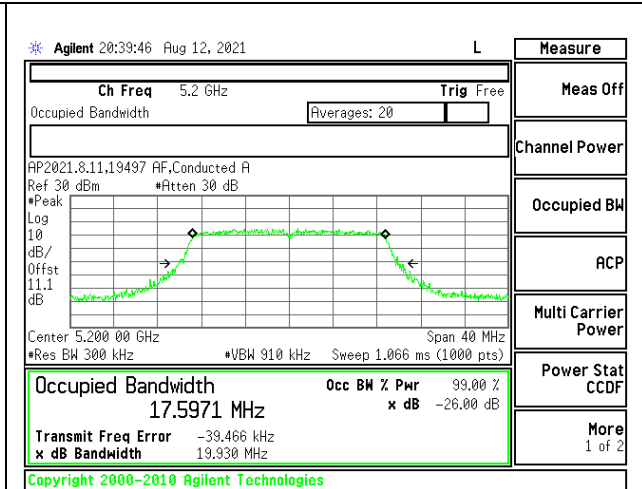 Agilent 20:39:46 Aug 12, 2021 L
Measure
Ch Freq 5.2 GHz Trig Free
Meas Off
Occupied Bandwidth Averages: 20
Channel Power
AP2021.8.11,19497 AF,Conducted A
Ref 30 dBm #Atten 30 dB
#Peak
Occupied BW
Log
10
dB/
ACP
Offst
11.1
dB
Multi Carrier
Power
Center 5.200 00 GHz Span 40 MHz
#Res BW 300 kHz #VBW 910 kHz Sweep 1.066 ms (1000 pts)
Power Stat
CCDF
Occupied Bandwidth Occ BW % Pwr 99.00 %
17.5971 MHz x dB -26.00 dB
Transmit Freq Error -39.466 kHz
x dB Bandwidth 19.930 MHz
More
1 of 2
Copyright 2000-2010 Agilent Technologies